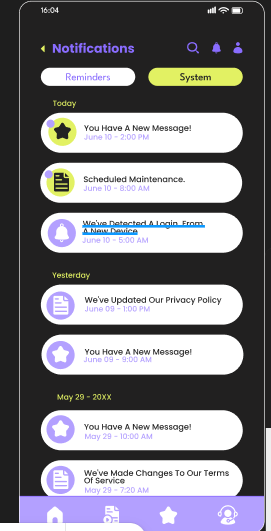 16:04
Notifications
Reminders
System
Today
You Have A New Message!
June 10 - 2:00 PM
Scheduled Maintenance.
June 10 - 8:00 AM
We've Detected A Login From
A New Device
June 10 - 5:00 AM
Yesterday
We've Updated Our Privacy Policy
June 09 - 1:00 PM
You Have A New Message!
June 09 - 9:00 AM
May 29 - 20XX
You Have A New Message!
May 29 - 10:00 AM
We've Made Changes To Our Terms
Of Service
May 29 - 7:20 AM